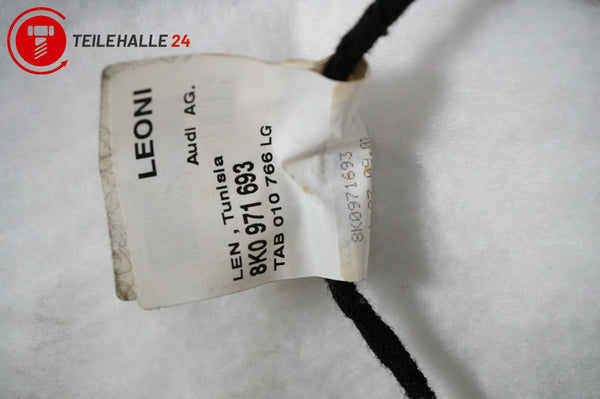 TEILEHALLE 24
LEONI
Audi AG.
LEN, Tunisia
8K0 971 693
TAB 010 766 LG
8K0971693